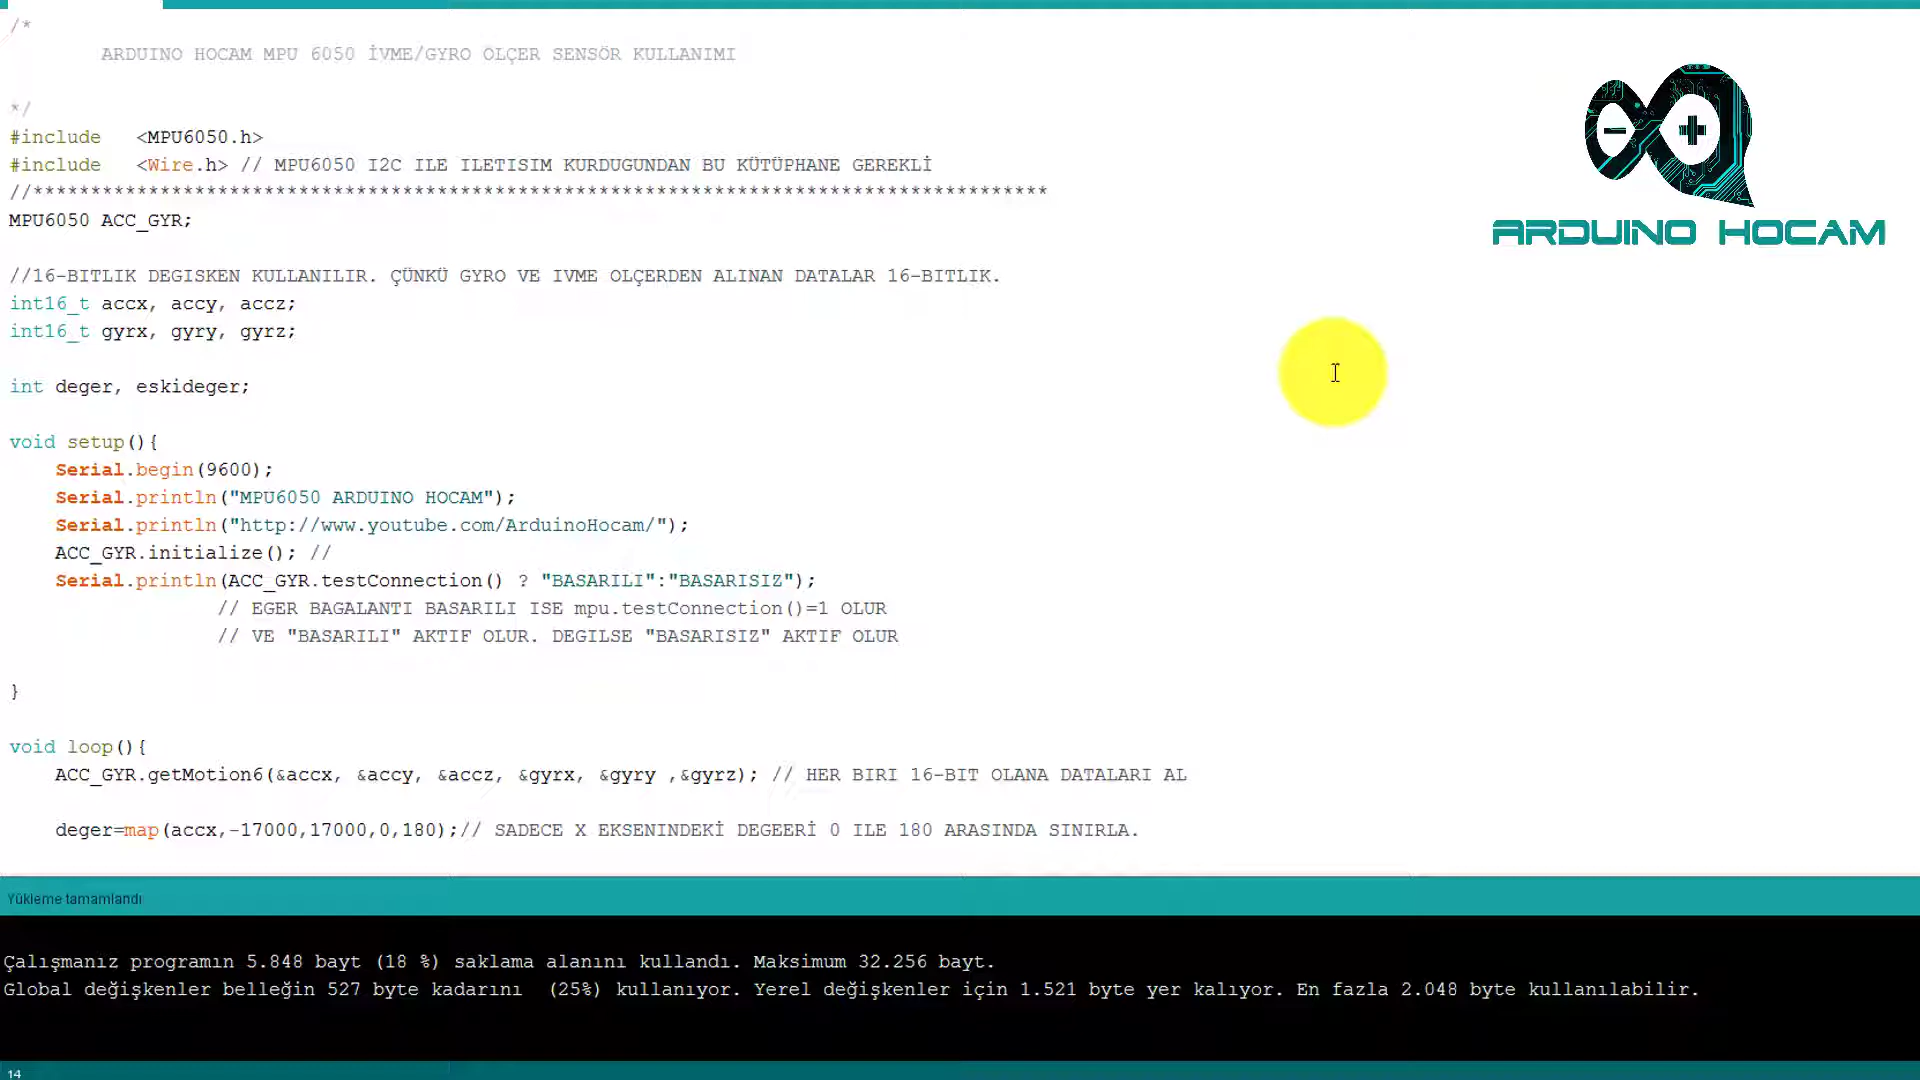 /*
ARDUINO HOCAM MPU 6050 İVME/GYRO ÖLÇER SENSÖR KULLANIMI
*/
#include <MPU6050.h>
#include <Wire.h> // MPU6050 I2C ILE ILETISIM KURDUGUNDAN BU KÜTÜPHANE GEREKLİ
//****************************************************************************************
MPU6050 ACC_GYR;
//16-BITLIK DEGISKEN KULLANILIR. ÇÜNKÜ GYRO VE IVME OLÇERDEN ALINAN DATALAR 16-BITLIK.
int16_t accx, accy, accz;
int16_t gyrx, gyry, gyrz;
int deger, eskideger;
void setup(){
Serial.begin(9600);
Serial.println("MPU6050 ARDUINO HOCAM");
Serial.println("http://www.youtube.com/ArduinoHocam/");
ACC_GYR.initialize(); //
Serial.println(ACC_GYR.testConnection() ? "BASARILI":"BASARISIZ");
// EGER BAGALANTI BASARILI ISE mpu.testConnection()=1 OLUR
// VE "BASARILI" AKTIF OLUR. DEGILSE "BASARISIZ" AKTIF OLUR
}
void loop(){
ACC_GYR.getMotion6(&accx, &accy, &accz, &gyrx, &gyry ,&gyrz); // HER BIRI 16-BIT OLANA DATALARI AL
deger=map(accx,-17000,17000,0,180);// SADECE X EKSENINDEKİ DEGEERİ 0 ILE 180 ARASINDA SINIRLA.
Yükleme tamamlandı
Çalışmanız programın 5.848 bayt (18 %) saklama alanını kullandı. Maksimum 32.256 bayt.
Global değişkenler belleğin 527 byte kadarını (25%) kullanıyor. Yerel değişkenler için 1.521 byte yer kalıyor. En fazla 2.048 byte kullanılabilir.
14
ARDUINO HOCAM